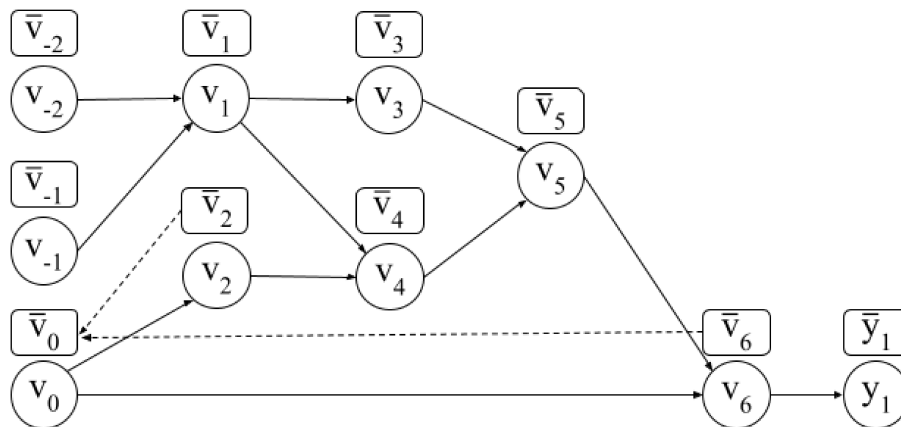 v̄₋₂ v̄₁ v̄₃
v₋₂ v₁ v₃
v̄₅
v̄₋₁ v̄₂ v̄₄
v₅
v₋₁ v₂ v₄
v̄₀ v̄₆ ȳ₁
v₀ v₆ y₁